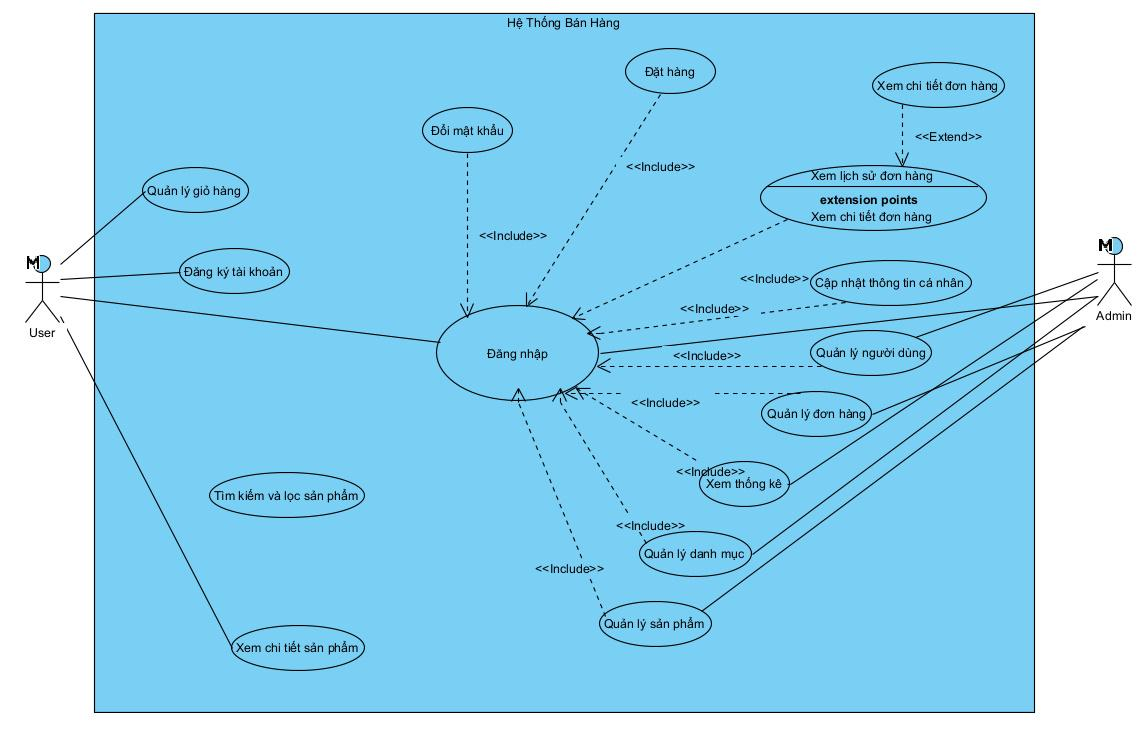 Hệ Thống Bán Hàng
Đặt hàng
Xem chi tiết đơn hàng
Đổi mật khẩu
<<Extend>>
<<Include>>
Xem lịch sử đơn hàng
Quản lý giỏ hàng
extension points
Xem chi tiết đơn hàng
<<Include>>
M
M
Đăng ký tài khoản
<<Include>>
Cập nhật thông tin cá nhân
<<Include>>
Admin
User
Đăng nhập
<<Include>>
Quản lý người dùng
<<Include>>
Quản lý đơn hàng
<<Include>>
Xem thống kê
Tìm kiếm và lọc sản phẩm
<<Include>>
Quản lý danh mục
<<Include>>
Quản lý sản phẩm
Xem chi tiết sản phẩm